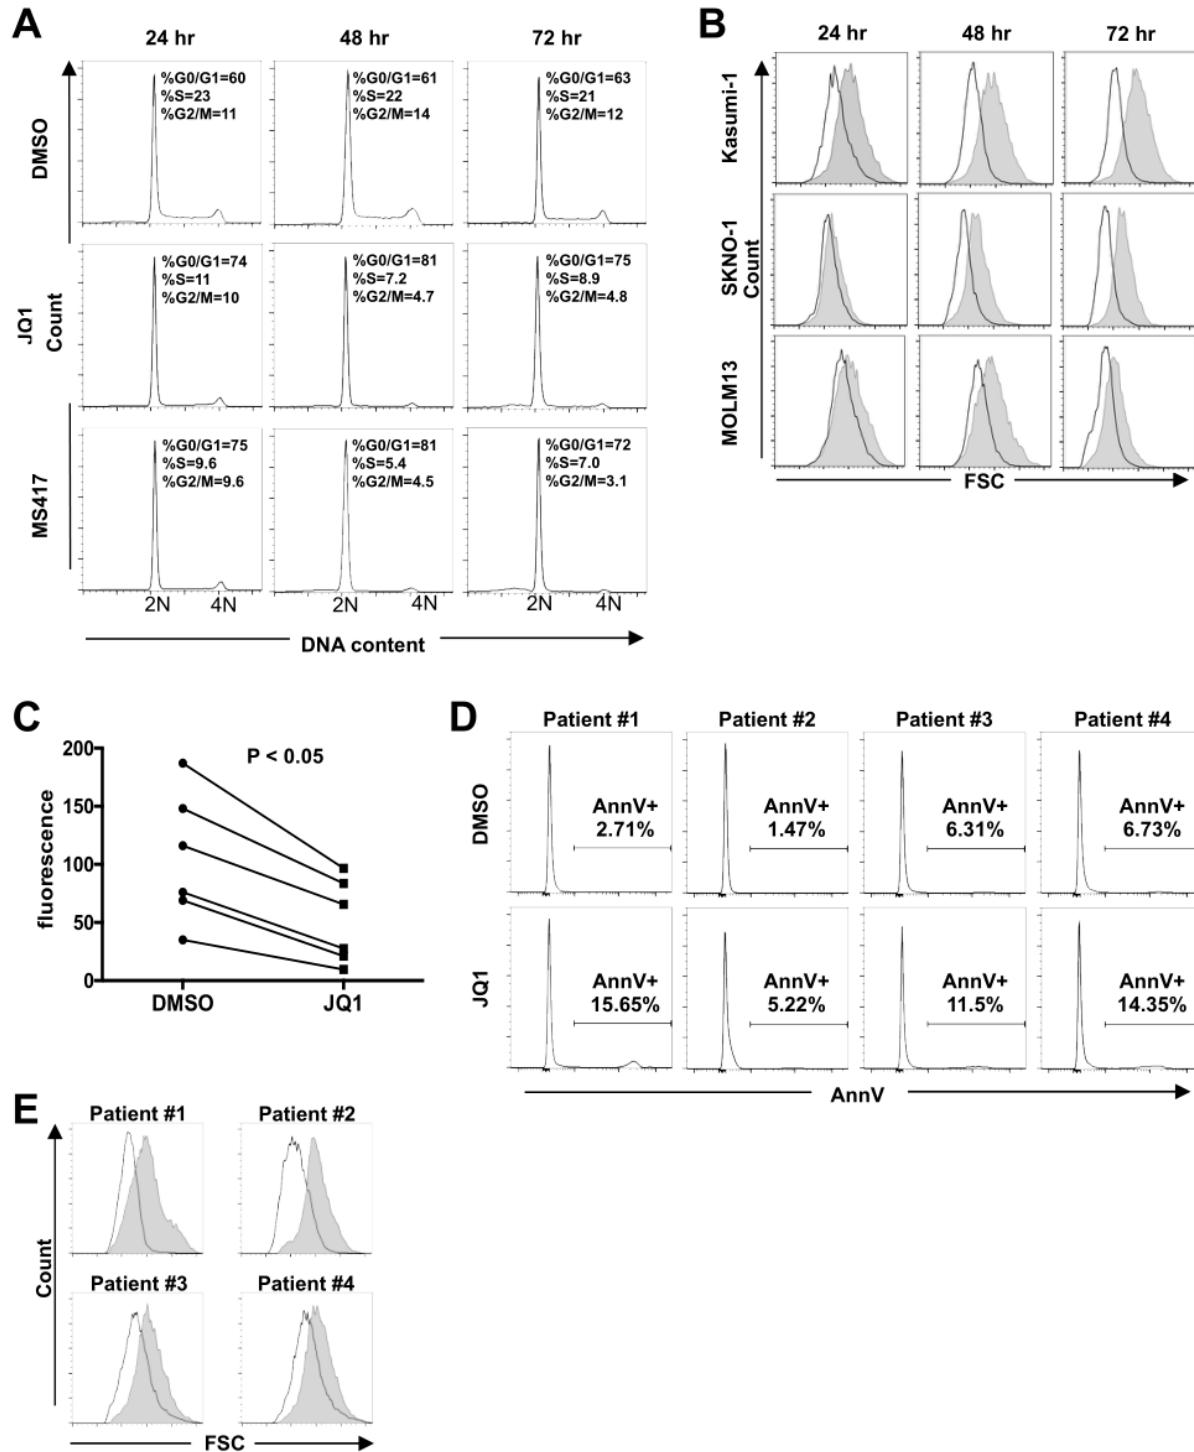 A
24 hr
48 hr
72 hr
DMSO
%G0/G1=60
%S=23
%G2/M=11
%G0/G1=61
%S=22
%G2/M=14
%G0/G1=63
%S=21
%G2/M=12
JQ1
Count
%G0/G1=74
%S=11
%G2/M=10
%G0/G1=81
%S=7.2
%G2/M=4.7
%G0/G1=75
%S=8.9
%G2/M=4.8
MS417
%G0/G1=75
%S=9.6
%G2/M=9.6
%G0/G1=81
%S=5.4
%G2/M=4.5
%G0/G1=72
%S=7.0
%G2/M=3.1
2N
4N
2N
4N
2N
4N
DNA content
B
24 hr
48 hr
72 hr
Kasumi-1
SKNO-1
Count
MOLM13
FSC
C
P < 0.05
fluorescence
200
150
100
50
0
DMSO
JQ1
D
Patient #1
Patient #2
Patient #3
Patient #4
DMSO
AnnV+
2.71%
AnnV+
1.47%
AnnV+
6.31%
AnnV+
6.73%
JQ1
AnnV+
15.65%
AnnV+
5.22%
AnnV+
11.5%
AnnV+
14.35%
AnnV
E
Patient #1
Patient #2
Count
Patient #3
Patient #4
FSC